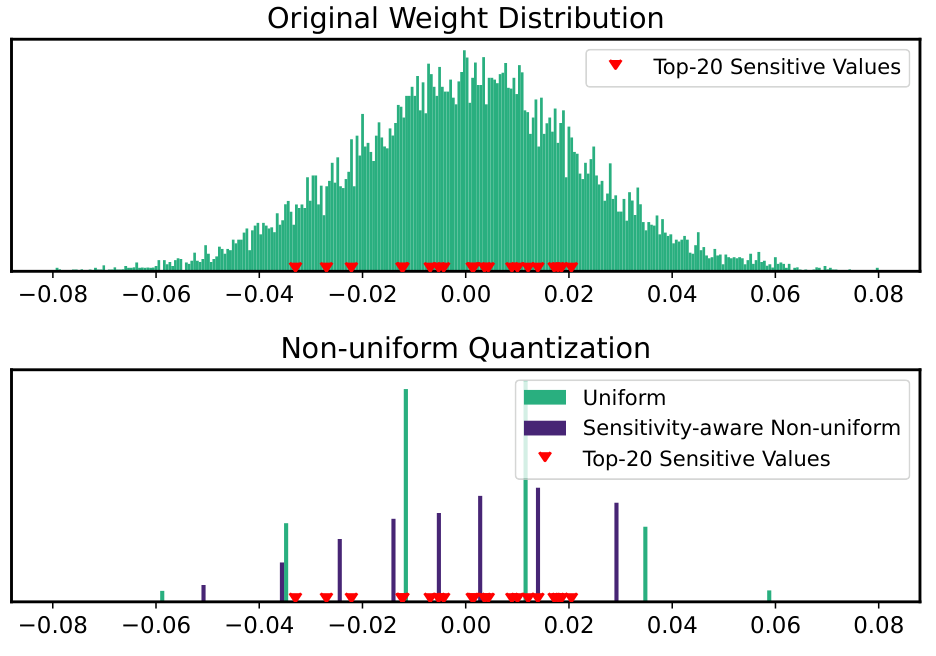 Original Weight Distribution
Top-20 Sensitive Values
−0.08 −0.06 −0.04 −0.02 0.00 0.02 0.04 0.06 0.08
Non-uniform Quantization
Uniform
Sensitivity-aware Non-uniform
Top-20 Sensitive Values
−0.08 −0.06 −0.04 −0.02 0.00 0.02 0.04 0.06 0.08